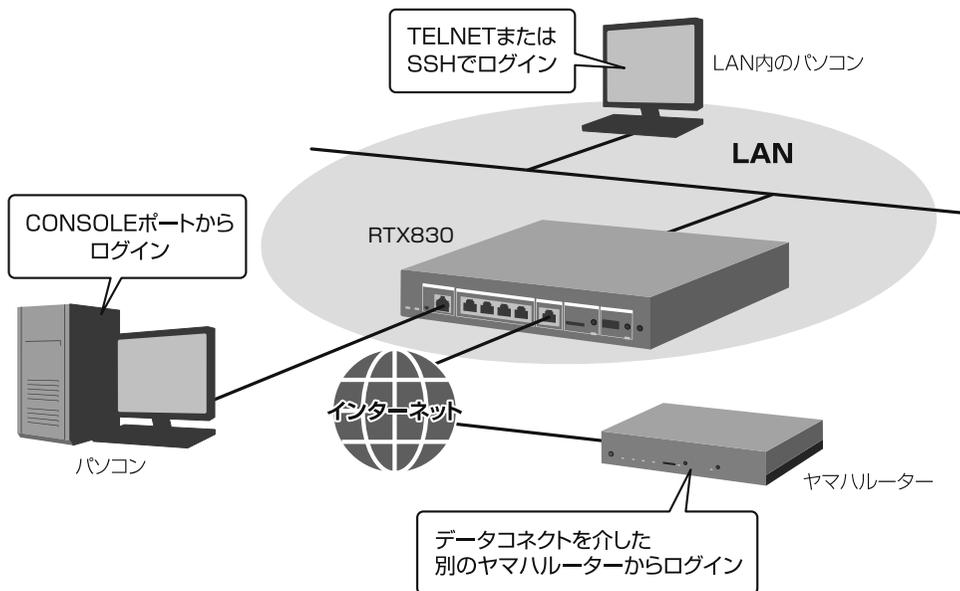 TELNETまたは
SSHでログイン
LAN内のパソコン
LAN
CONSOLEポートから
ログイン
RTX830
インターネット
パソコン
ヤマハルーター
データコネクトを介した
別のヤマハルーターからログイン